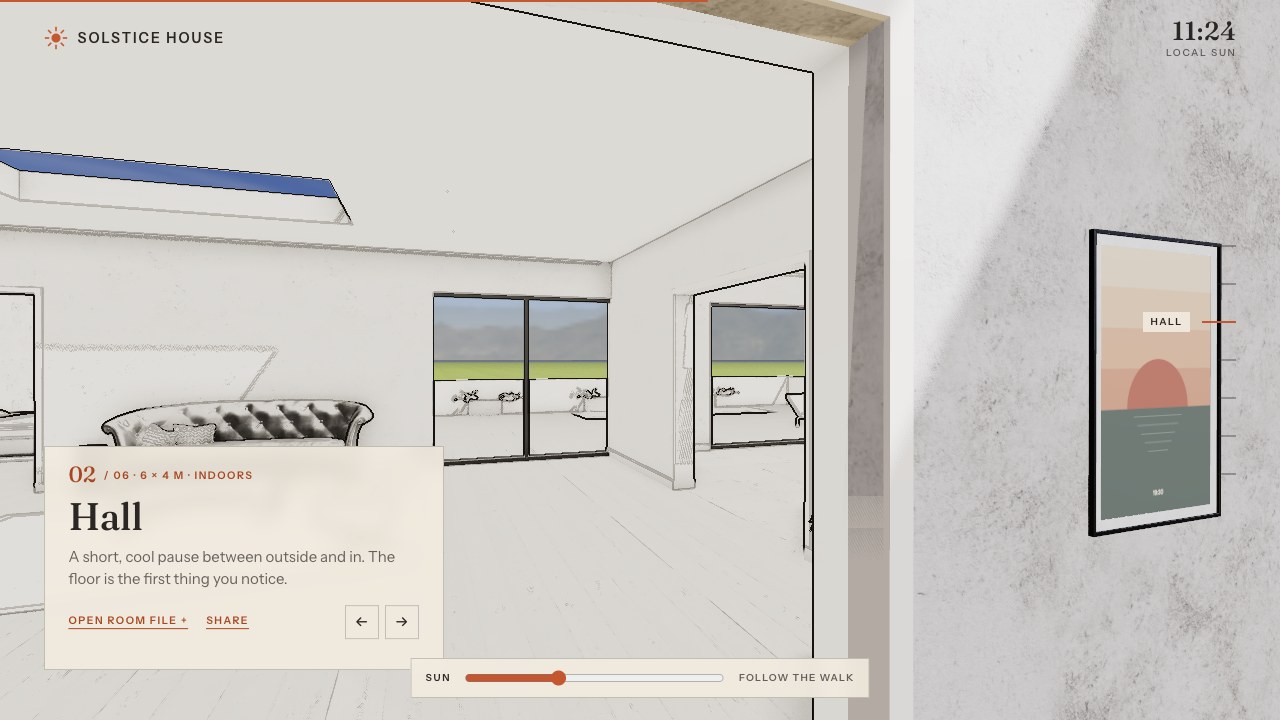 SOLSTICE HOUSE
11:24
LOCAL SUN
HALL
02 / 06 · 6 × 4 M · INDOORS
Hall
A short, cool pause between outside and in. The
floor is the first thing you notice.
OPEN ROOM FILE +
SHARE
← →
SUN
FOLLOW THE WALK